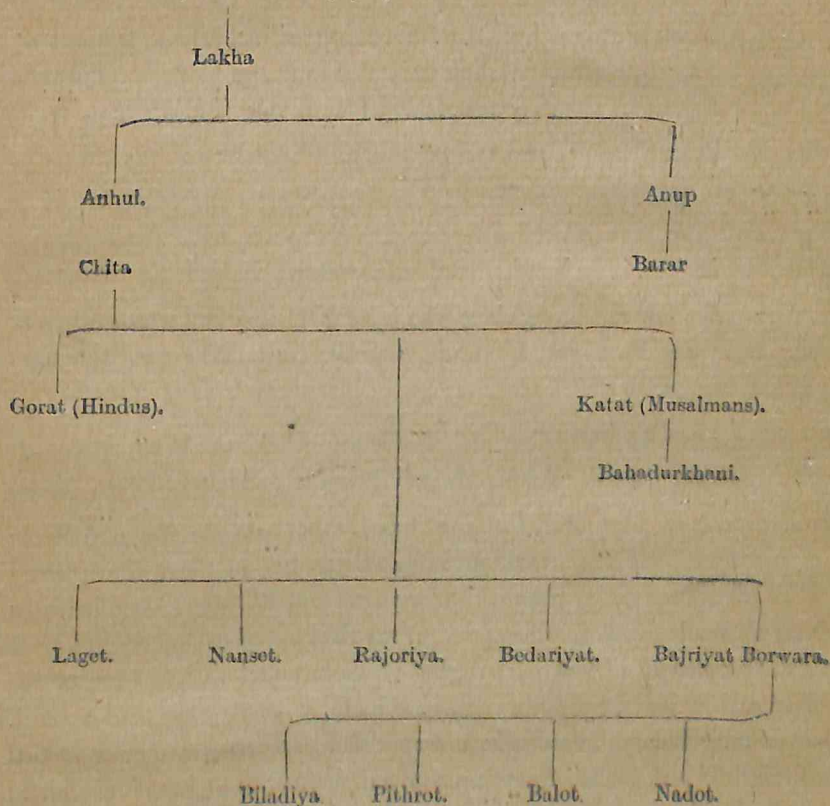 Lakha
Anhul. Anup
Chita Barar
Gorat (Hindus). Katat (Musalmans).
Bahadurkhani.
Laget. Nanset. Rajoriya. Bedariyat. Bajriyat Borwara.
Biladiya Pithrot. Balot Nadot.